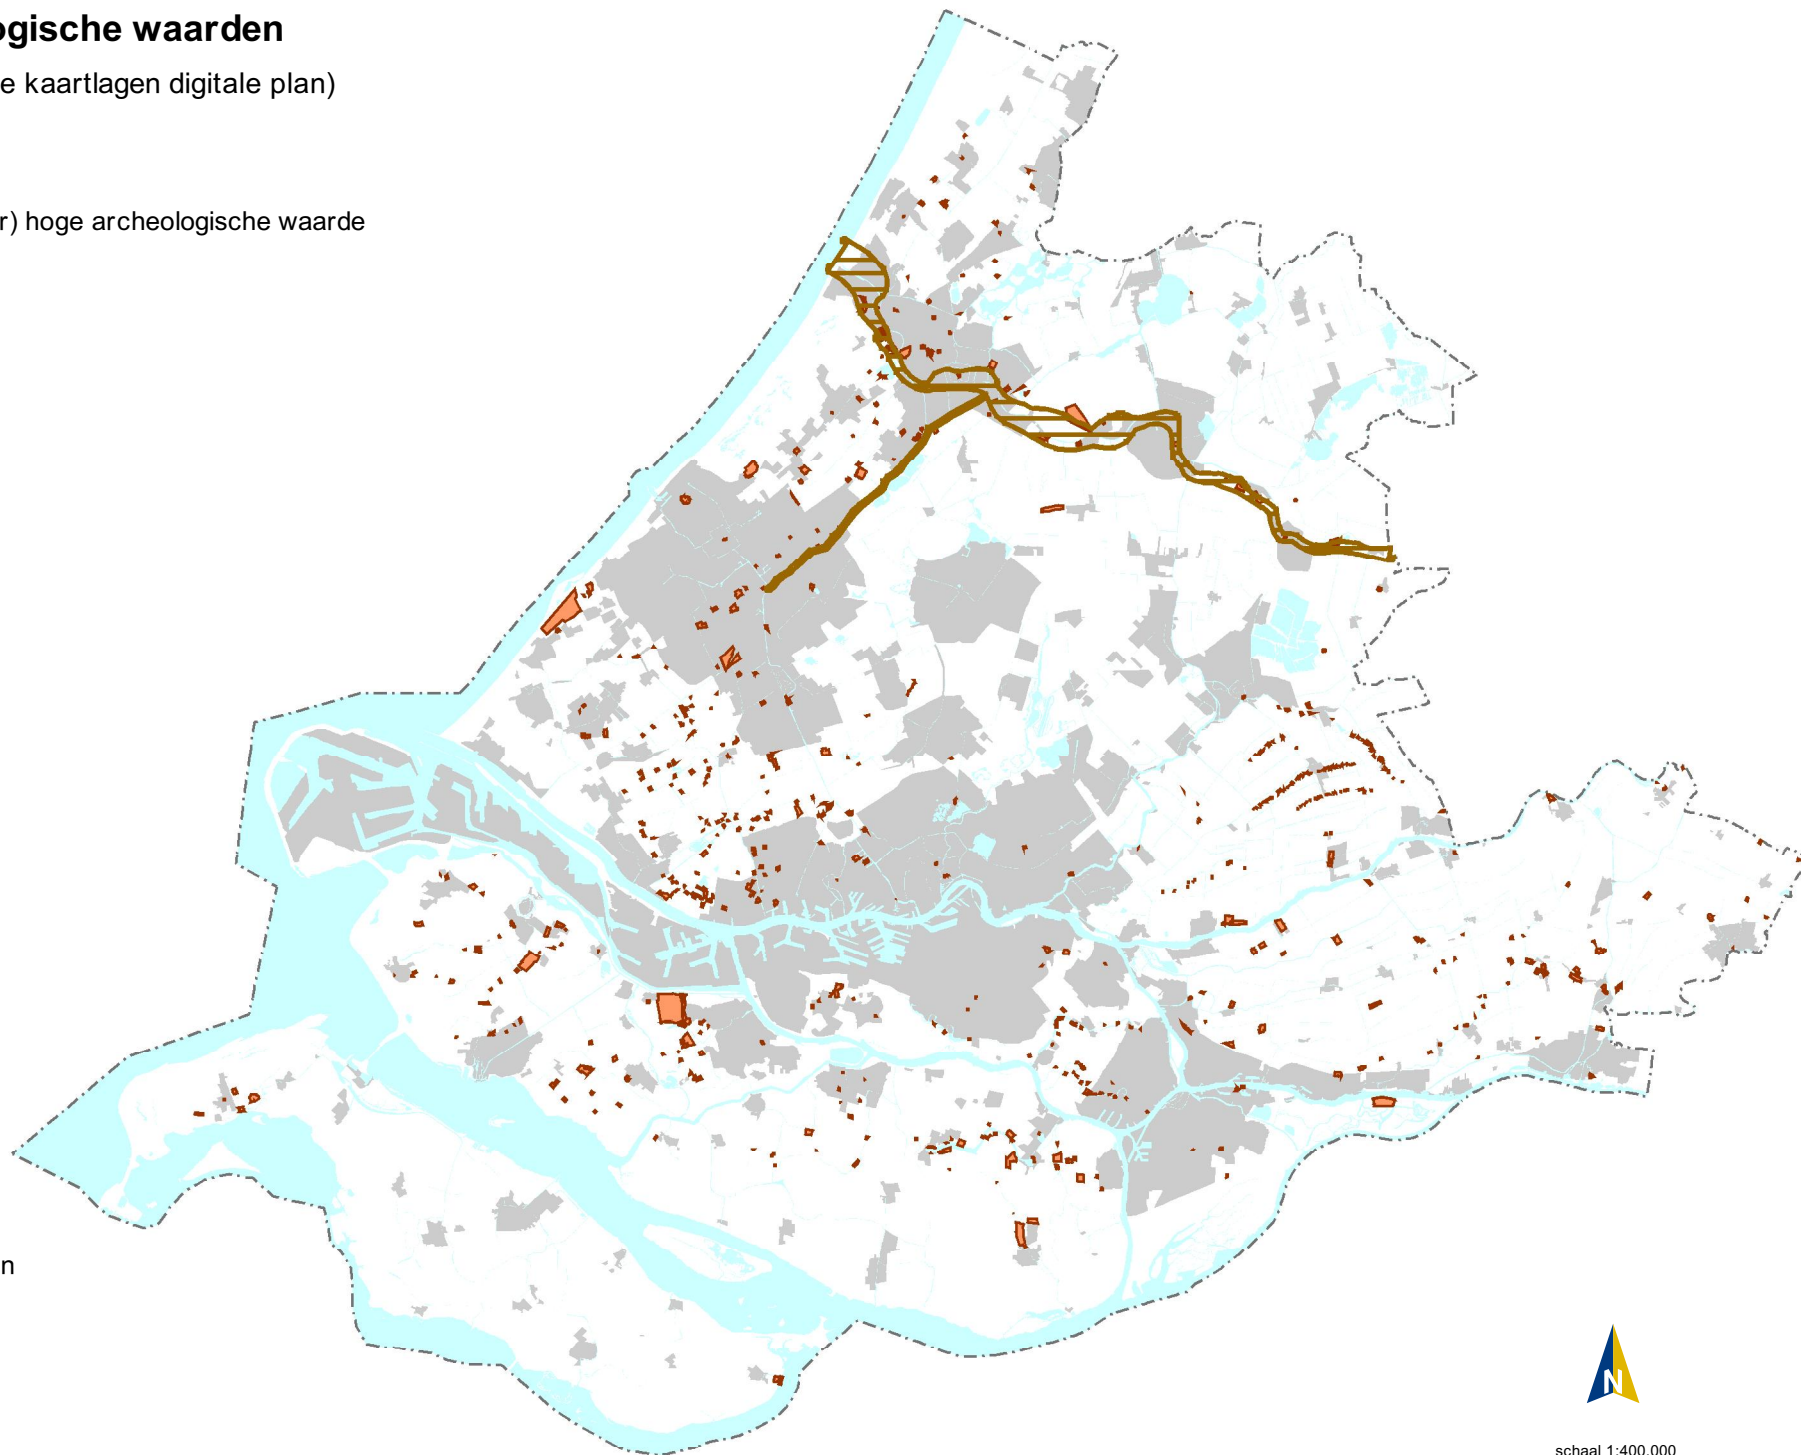 ogische waarden
e kaartlagen digitale plan)
r) hoge archeologische waarde
n
N
schaal 1:400.000